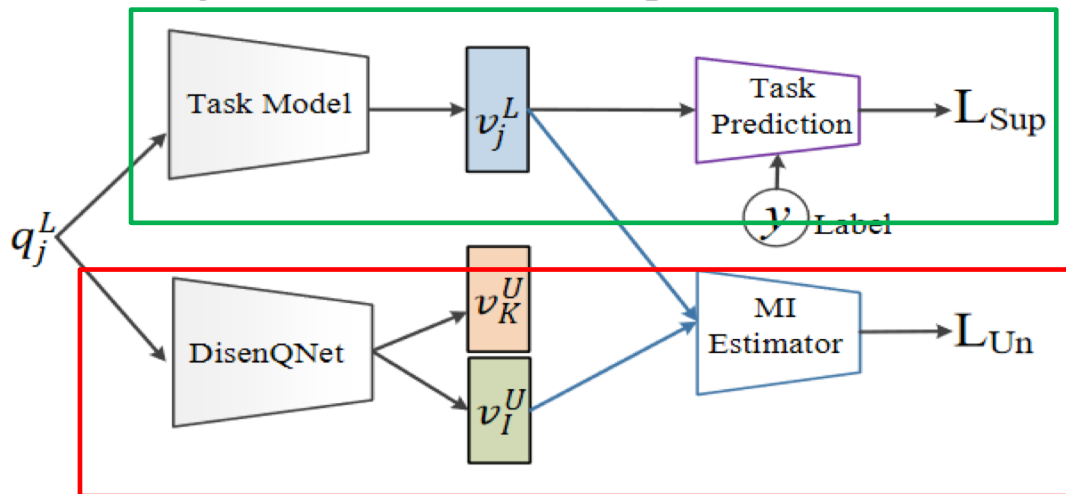 Task Model
v_j^L
Task
Prediction
L_Sup
y
Label
q_j^L
v_K^U
DisenQNet
v_I^U
MI
Estimator
L_Un